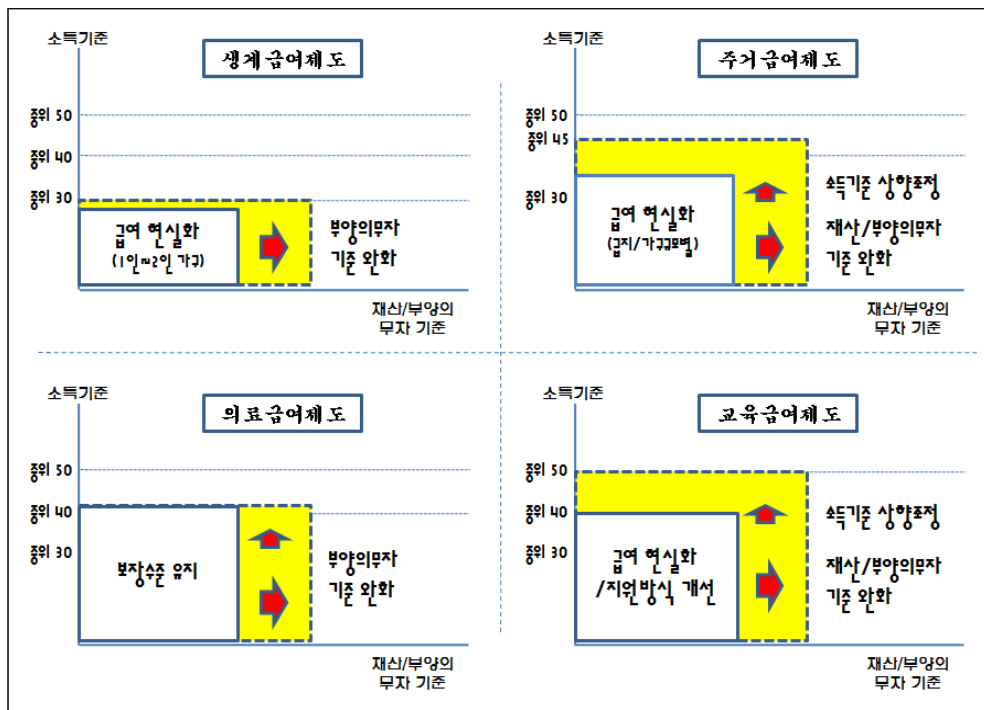 소득기준
생계급여제도
중위 50
중위 40
중위 30
급여 현실화
(1인~2인 가구)
부양의무자
기준 완화
재산/부양의
무자 기준
소득기준
주거급여제도
중위 50
중위 45
중위 30
급여 현실화
(급지/가구규모별)
소득기준 상향조정
재산/부양의무자
기준 완화
재산/부양의
무자 기준
소득기준
의료급여제도
중위 50
중위 40
중위 30
보장수준 유지
부양의무자
기준 완화
재산/부양의
무자 기준
소득기준
교육급여제도
중위 50
중위 40
중위 30
급여 현실화
/지원방식 개선
소득기준 상향조정
재산/부양의무자
기준 완화
재산/부양의
무자 기준